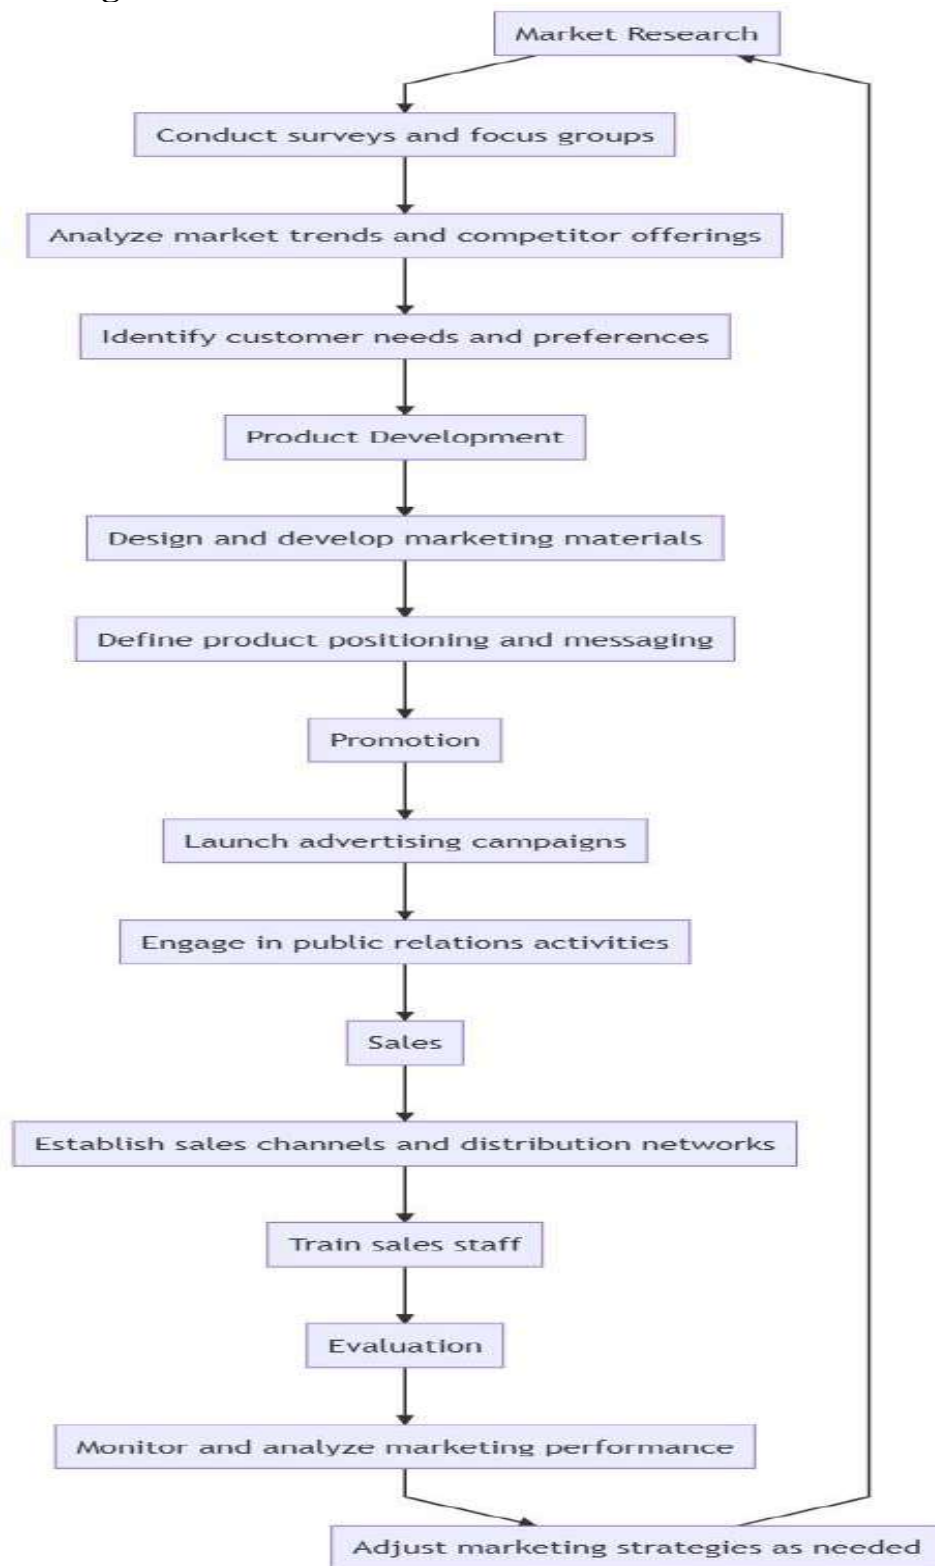 Market Research
Conduct surveys and focus groups
Analyze market trends and competitor offerings
Identify customer needs and preferences
Product Development
Design and develop marketing materials
Define product positioning and messaging
Promotion
Launch advertising campaigns
Engage in public relations activities
Sales
Establish sales channels and distribution networks
Train sales staff
Evaluation
Monitor and analyze marketing performance
Adjust marketing strategies as needed